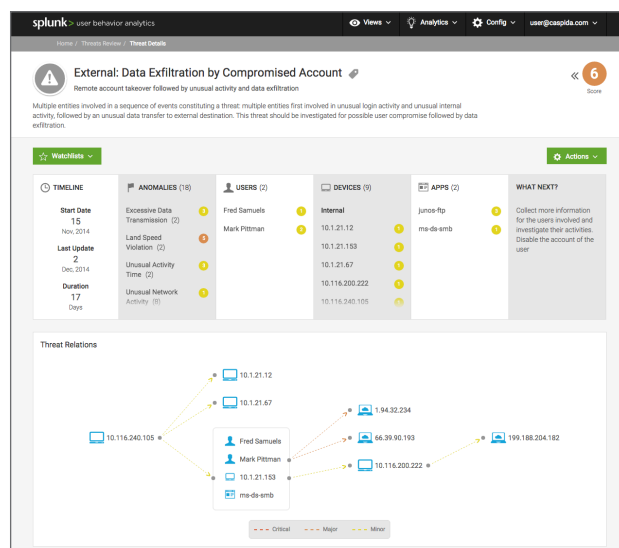 splunk> user behavior analytics
Views
Analytics
Config
user@caspida.com
Home / Threats Review / Threat Details
External: Data Exfiltration by Compromised Account
Remote account takeover followed by unusual activity and data exfiltration
« 6
Score
Multiple entities involved in a sequence of events constituting a threat: multiple entities first involved in unusual login activity and unusual internal
activity, followed by an unusual data transfer to external destination. This threat should be investigated for possible user compromise followed by data
exfiltration.
Watchlists
Actions
TIMELINE
Start Date
15
Nov, 2014
Last Update
2
Dec, 2014
Duration
17
Days
ANOMALIES (18)
Excessive Data
Transmission (2)
Land Speed
Violation (2)
Unusual Activity
Time (2)
Unusual Network
Activity (8)
USERS (2)
Fred Samuels
Mark Pittman
DEVICES (9)
Internal
10.1.21.12
10.1.21.153
10.1.21.67
10.116.200.222
10.116.240.105
APPS (2)
junos-ftp
ms-ds-smb
WHAT NEXT?
Collect more information
for the users involved and
investigate their activities.
Disable the account of the
user
Threat Relations
10.1.21.12
10.1.21.67
10.116.240.105
Fred Samuels
Mark Pittman
10.1.21.153
ms-ds-smb
1.94.32.234
66.39.90.193
10.116.200.222
199.188.204.182
Critical
Major
Minor